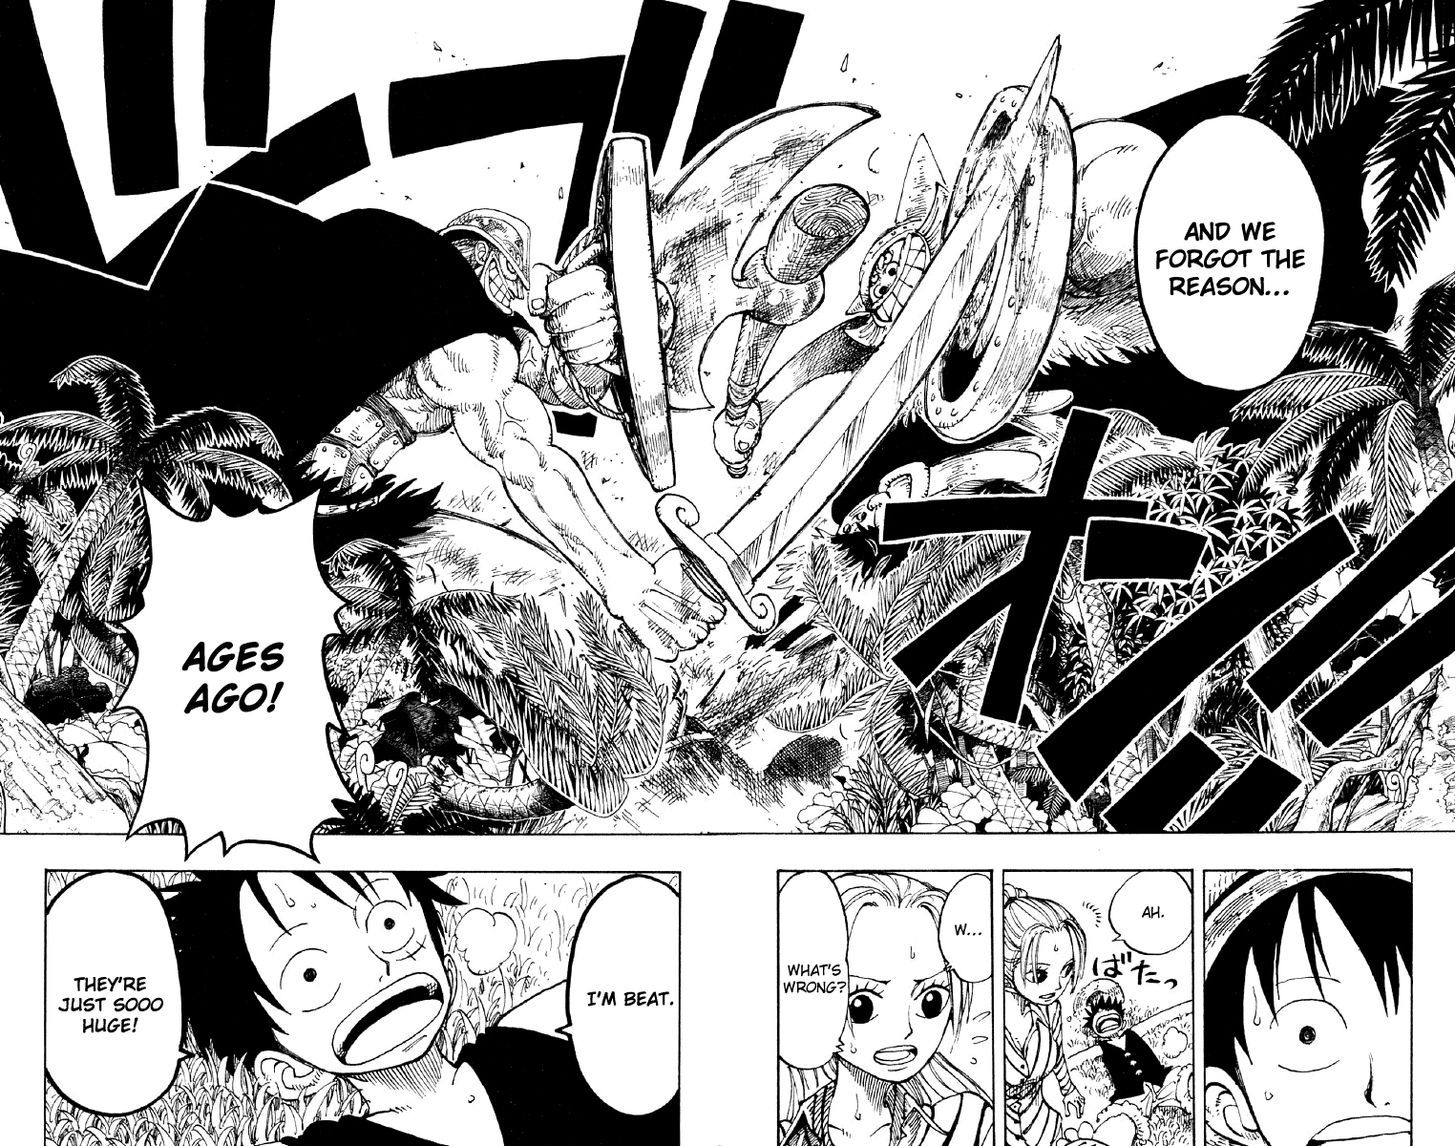 AND WE
FORGOT THE
REASON...
AGES
AGO!
AH.
ばたっ
W...
WHAT'S
WRONG?
I'M BEAT.
THEY'RE
JUST SOOO
HUGE!